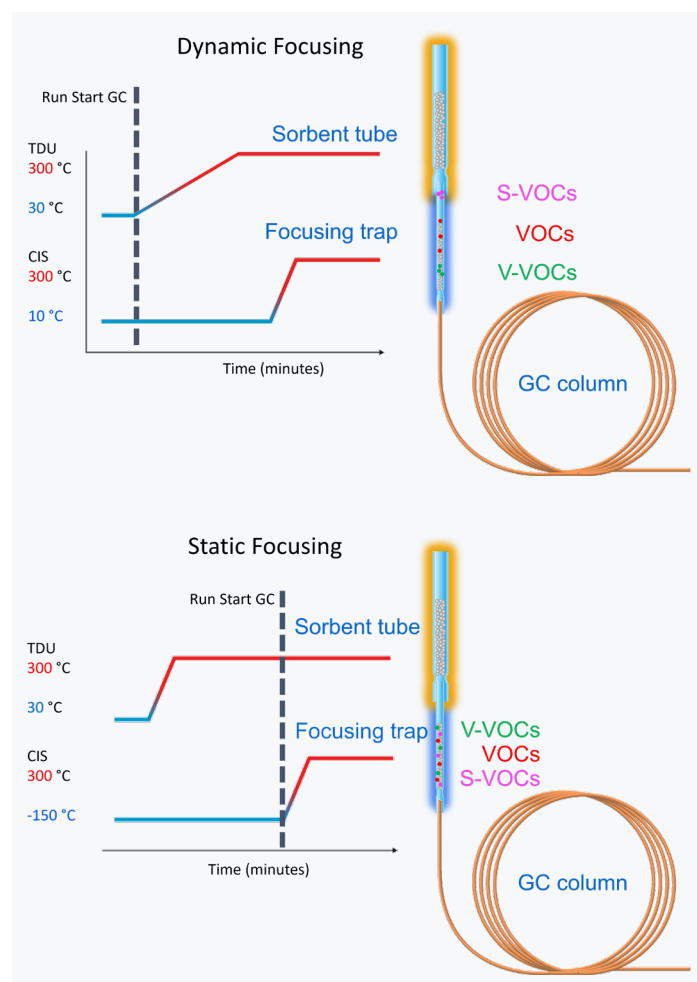 Dynamic Focusing
Run Start GC
TDU
300 °C
30 °C
Sorbent tube
CIS
300 °C
10 °C
Focusing trap
Time (minutes)
S-VOCs
VOCs
V-VOCs
GC column
Static Focusing
Run Start GC
TDU
300 °C
30 °C
Sorbent tube
CIS
300 °C
-150 °C
Focusing trap
Time (minutes)
V-VOCs
VOCs
S-VOCs
GC column